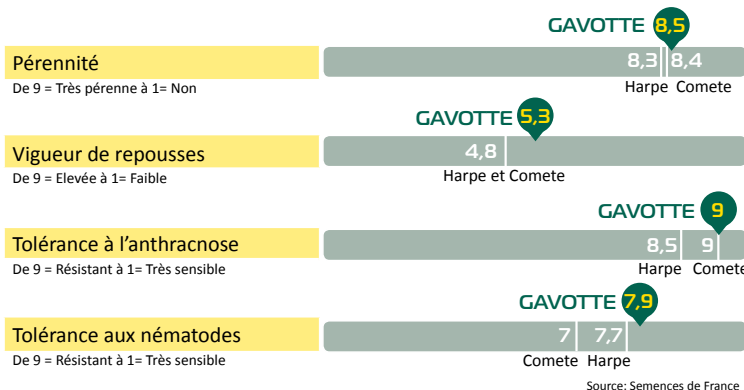 GAVOTTE 8,5
Pérennité
8,3 8,4
De 9 = Très pérenne à 1= Non
Harpe Comete
GAVOTTE 5,3
Vigueur de repousses
4,8
De 9 = Elevée à 1= Faible
Harpe et Comete
GAVOTTE 9
Tolérance à l’anthracnose
8,5 9
De 9 = Résistant à 1= Très sensible
Harpe Comete
GAVOTTE 7,9
Tolérance aux nématodes
7 7,7
De 9 = Résistant à 1= Très sensible
Comete Harpe
Source: Semences de France